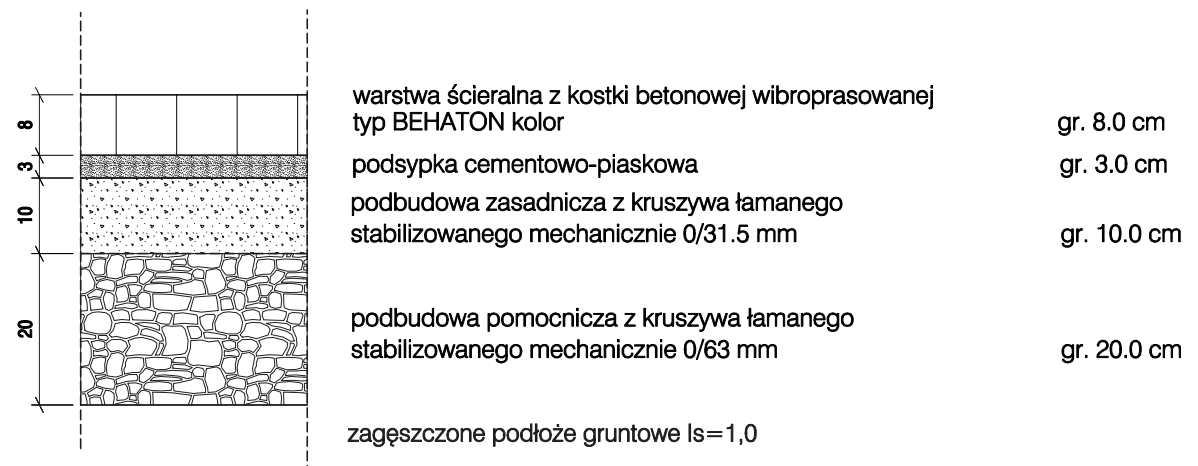 warstwa ścieralna z kostki betonowej wibroprasowanej
typ BEHATON kolor gr. 8.0 cm
8
podsypka cementowo-piaskowa gr. 3.0 cm
3
podbudowa zasadnicza z kruszywa łamanego
stabilizowanego mechanicznie 0/31.5 mm gr. 10.0 cm
10
podbudowa pomocnicza z kruszywa łamanego
stabilizowanego mechanicznie 0/63 mm gr. 20.0 cm
20
zagęszczone podłoże gruntowe Is=1,0